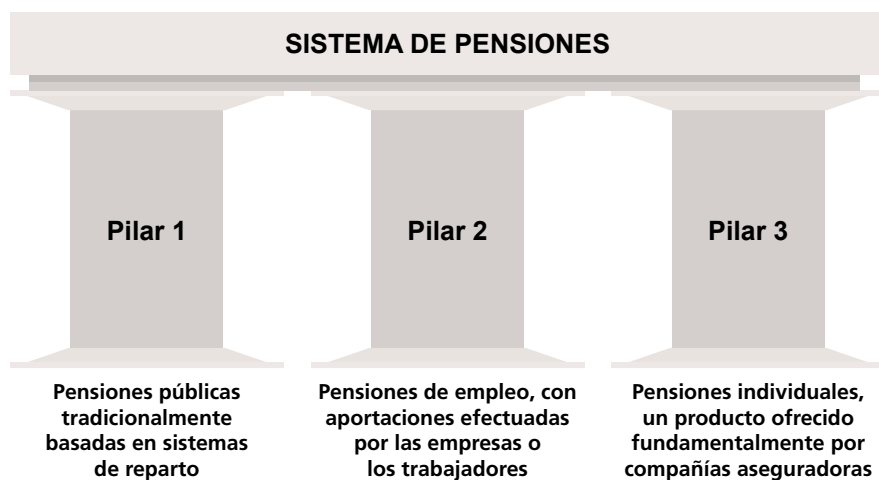 SISTEMA DE PENSIONES
Pilar 1
Pilar 2
Pilar 3
Pensiones públicas
tradicionalmente
basadas en sistemas
de reparto
Pensiones de empleo, con
aportaciones efectuadas
por las empresas o
los trabajadores
Pensiones individuales,
un producto ofrecido
fundamentalmente por
compañías aseguradoras